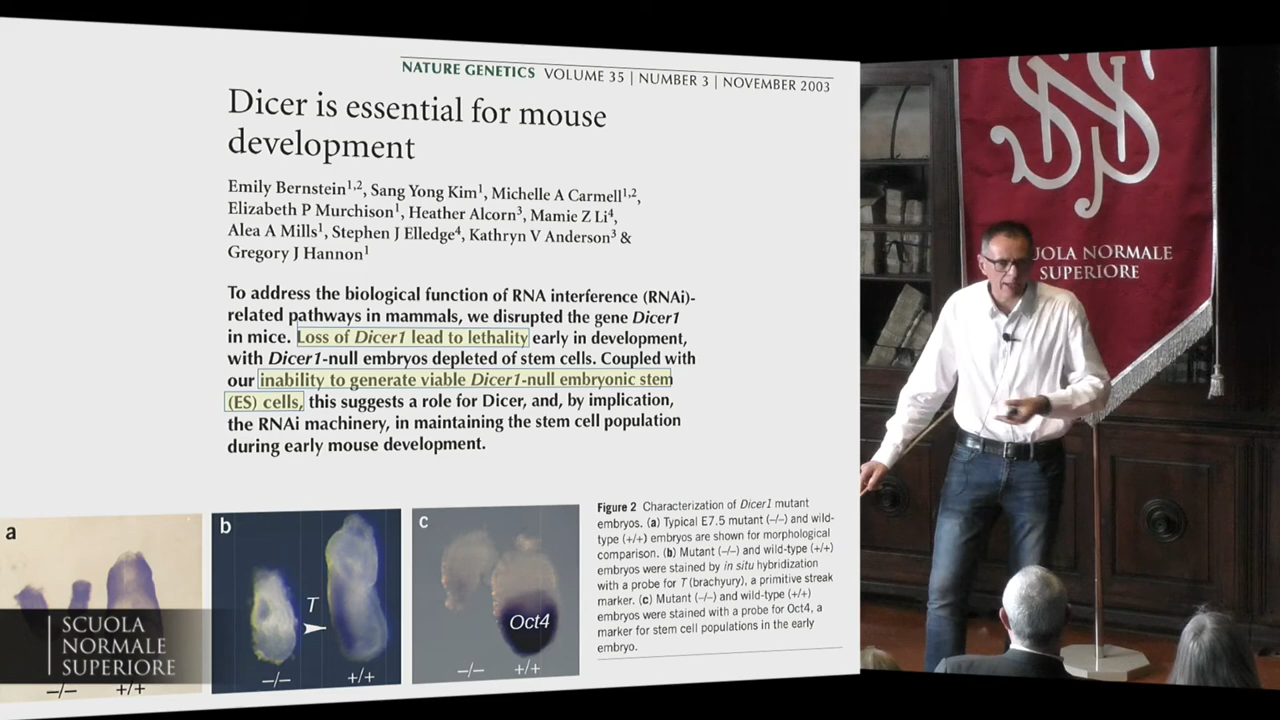 NATURE GENETICS VOLUME 35 | NUMBER 3 | NOVEMBER 2003
Dicer is essential for mouse
development
Emily Bernstein1,2, Sang Yong Kim1, Michelle A Carmell1,2,
Elizabeth P Murchison1, Heather Alcorn3, Mamie Z Li4,
Alea A Mills1, Stephen J Elledge4, Kathryn V Anderson3 &
Gregory J Hannon1
To address the biological function of RNA interference (RNAi)-
related pathways in mammals, we disrupted the gene Dicer1
in mice. Loss of Dicer1 lead to lethality early in development,
with Dicer1-null embryos depleted of stem cells. Coupled with
our inability to generate viable Dicer1-null embryonic stem
(ES) cells, this suggests a role for Dicer, and, by implication,
the RNAi machinery, in maintaining the stem cell population
during early mouse development.
a
–/–
+/+
b
T
–/–
+/+
c
Oct4
–/–
+/+
Figure 2 Characterization of Dicer1 mutant
embryos. (a) Typical E7.5 mutant (–/–) and wild-
type (+/+) embryos are shown for morphological
comparison. (b) Mutant (–/–) and wild-type (+/+)
embryos were stained by in situ hybridization
with a probe for T (brachyury), a primitive streak
marker. (c) Mutant (–/–) and wild-type (+/+)
embryos were stained with a probe for Oct4, a
marker for stem cell populations in the early
embryo.
SCUOLA
NORMALE
SUPERIORE
UOLA NORMALE
SUPERIORE